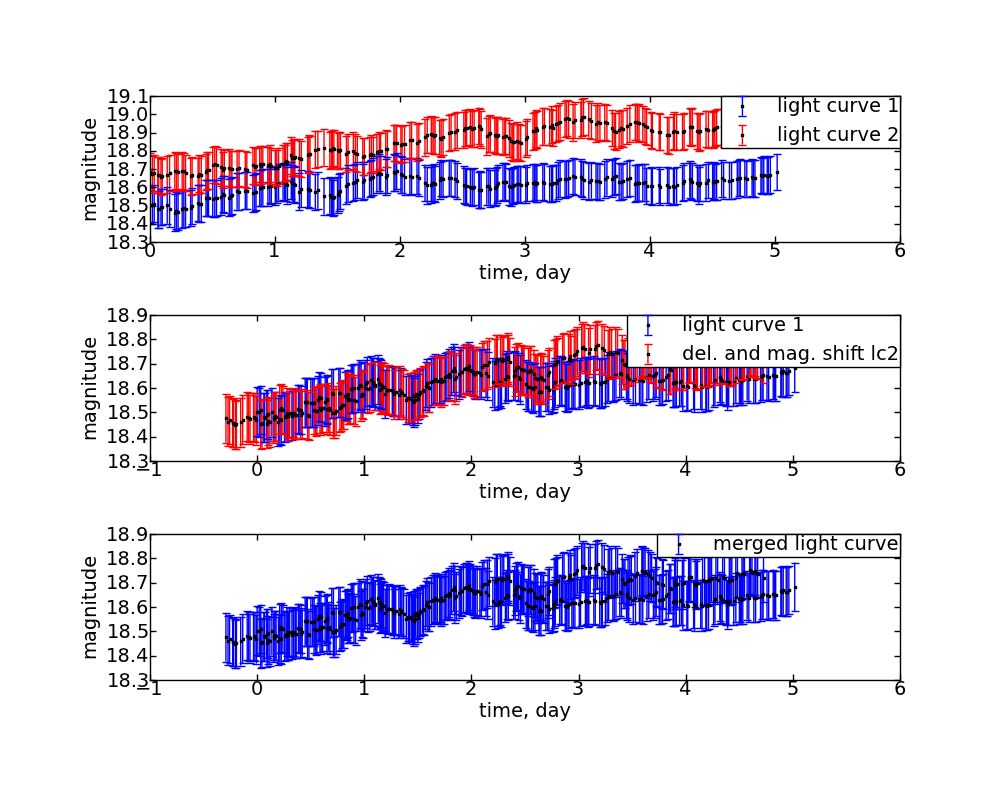 19.1
19.0
18.9
18.8
18.7
18.6
18.5
18.4
18.3
magnitude
light curve 1
light curve 2
0 1 2 3 4 5 6
time, day
18.9
18.8
18.7
18.6
18.5
18.4
18.3
magnitude
light curve 1
del. and mag. shift lc2
−1 0 1 2 3 4 5 6
time, day
18.9
18.8
18.7
18.6
18.5
18.4
18.3
magnitude
merged light curve
−1 0 1 2 3 4 5 6
time, day